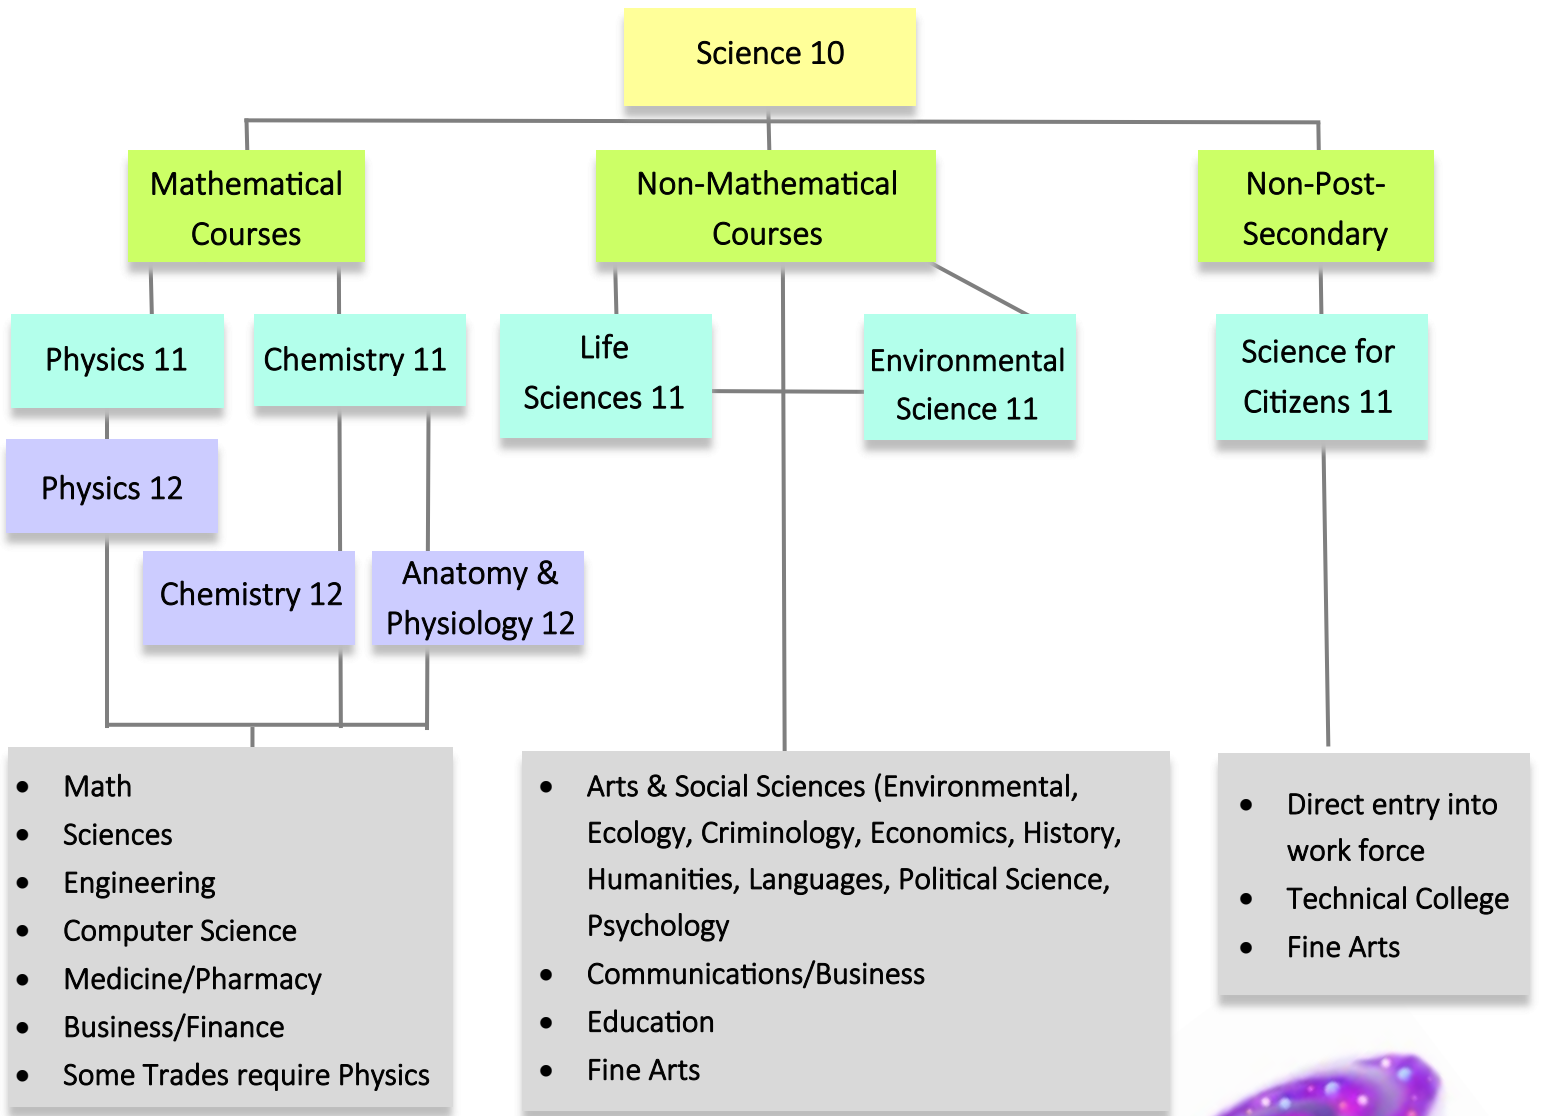 Science 10
Mathematical
Courses
Non-Mathematical
Courses
Non-Post-
Secondary
Physics 11
Chemistry 11
Life
Sciences 11
Environmental
Science 11
Science for
Citizens 11
Physics 12
Chemistry 12
Anatomy &
Physiology 12
• Math
• Sciences
• Engineering
• Computer Science
• Medicine/Pharmacy
• Business/Finance
• Some Trades require Physics
• Arts & Social Sciences (Environmental,
Ecology, Criminology, Economics, History,
Humanities, Languages, Political Science,
Psychology
• Communications/Business
• Education
• Fine Arts
• Direct entry into
work force
• Technical College
• Fine Arts